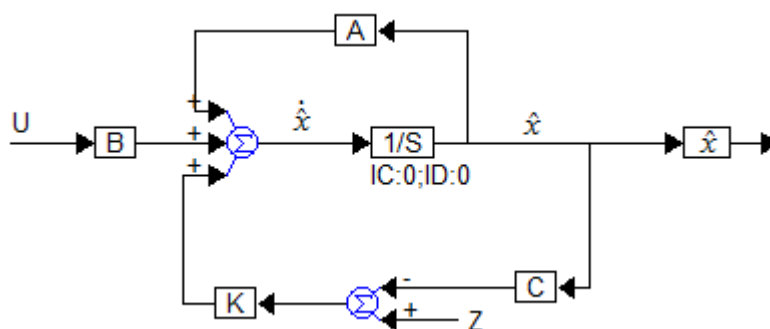 A
+
U
B
+
Σ
+
ẋ̂
1/S
x̂
x̂
IC:0;ID:0
K
Σ
-
+
C
Z